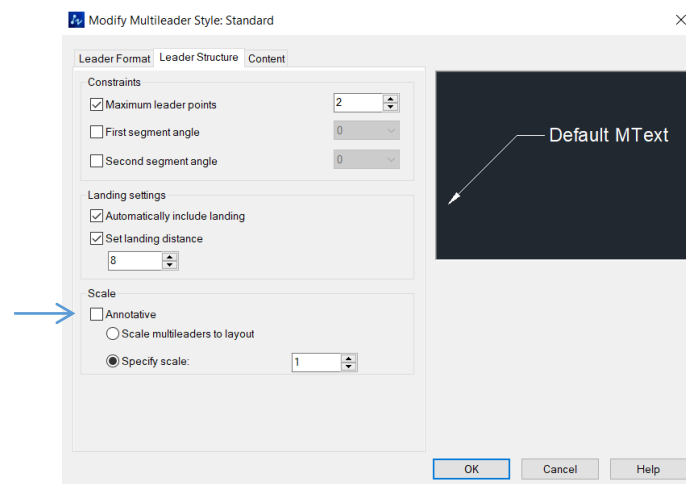 Modify Multileader Style: Standard
Leader Format Leader Structure Content
Constraints
Maximum leader points 2
First segment angle 0
Second segment angle 0
Default MText
Landing settings
Automatically include landing
Set landing distance
8
Scale
Annotative
Scale multileaders to layout
Specify scale: 1
OK Cancel Help